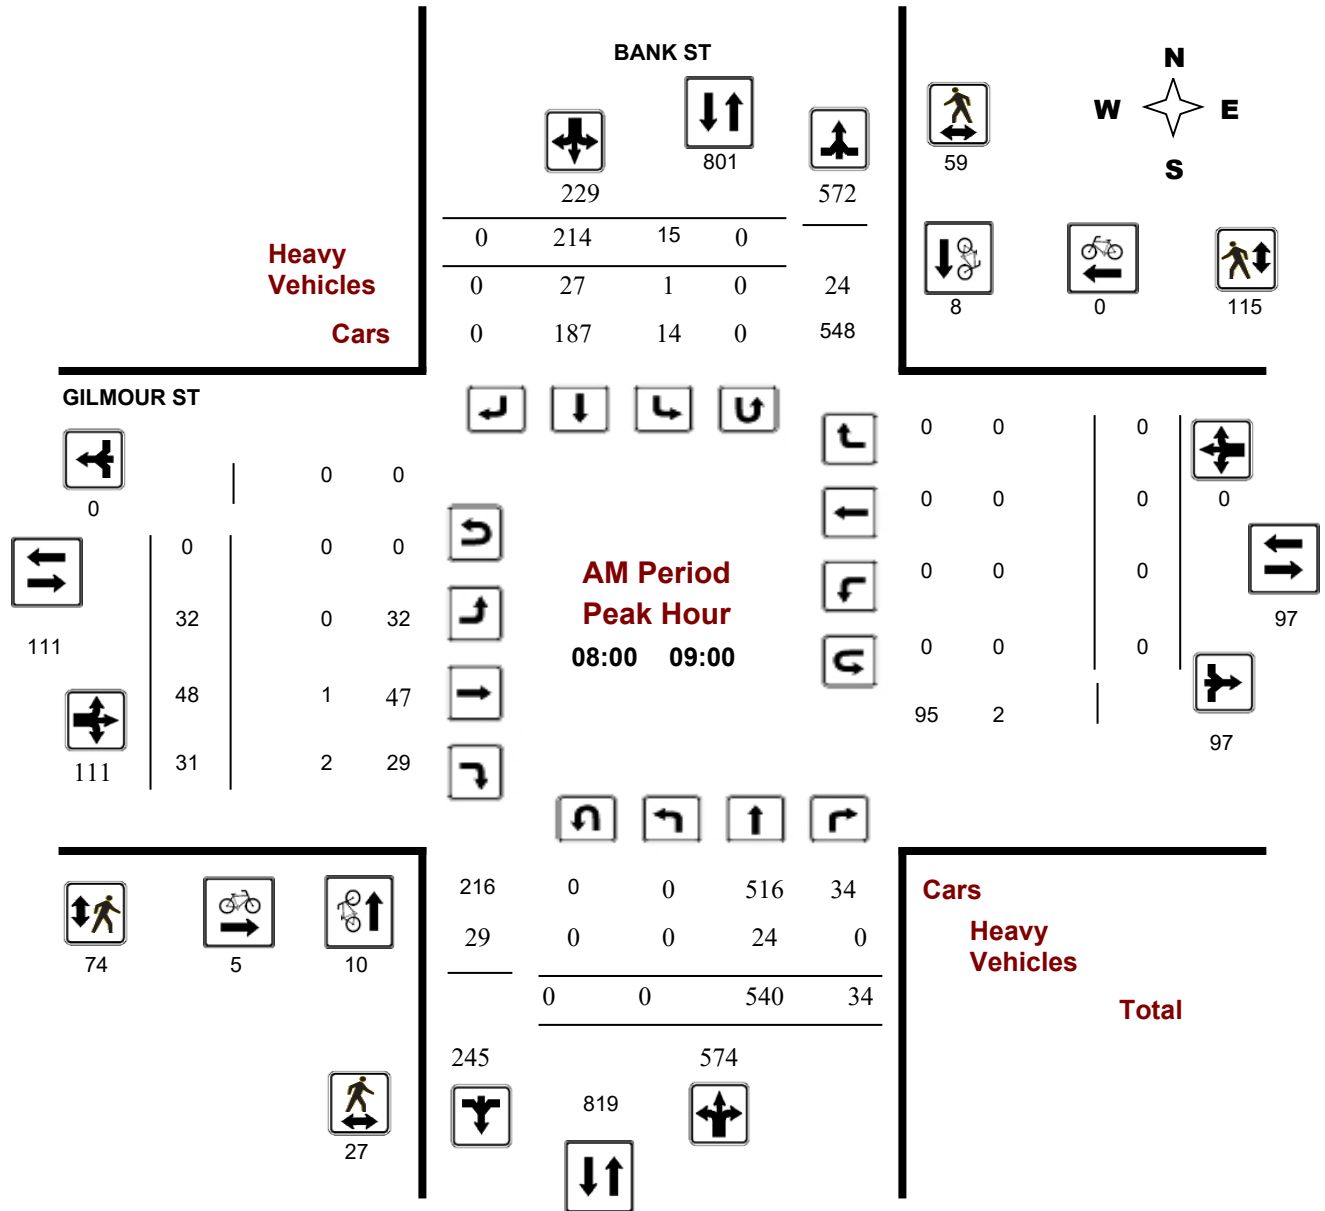 BANK ST
N
W E
S
801
59
229
572
0 214 15 0
Heavy
Vehicles
0 27 1 0 24
Cars
0 187 14 0 548
8 0 115
GILMOUR ST
0 0 0
0 0
0
0 0 0 0
0 0 0
AM Period
0 0 0
Peak Hour
32 0 32
97
111
08:00 09:00
0 0 0
48 1 47
95 2
97
111
31 2 29
216 0 0 516 34
Cars
29 0 0 24 0
Heavy
Vehicles
74 5 10
0 0 540 34
Total
245 574
819
27